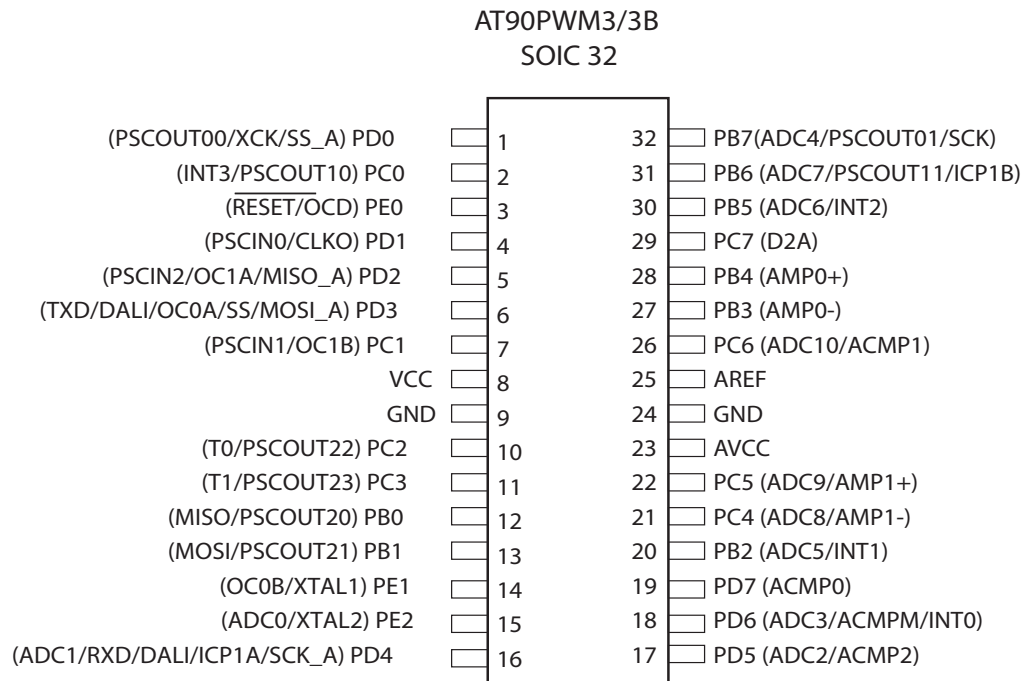 AT90PWM3/3B
SOIC 32
(PSCOUT00/XCK/SS_A) PD0 1 32 PB7(ADC4/PSCOUT01/SCK)
(INT3/PSCOUT10) PC0 2 31 PB6 (ADC7/PSCOUT11/ICP1B)
(RESET/OCD) PE0 3 30 PB5 (ADC6/INT2)
(PSCIN0/CLKO) PD1 4 29 PC7 (D2A)
(PSCIN2/OC1A/MISO_A) PD2 5 28 PB4 (AMP0+)
(TXD/DALI/OC0A/SS/MOSI_A) PD3 6 27 PB3 (AMP0-)
(PSCIN1/OC1B) PC1 7 26 PC6 (ADC10/ACMP1)
VCC 8 25 AREF
GND 9 24 GND
(T0/PSCOUT22) PC2 10 23 AVCC
(T1/PSCOUT23) PC3 11 22 PC5 (ADC9/AMP1+)
(MISO/PSCOUT20) PB0 12 21 PC4 (ADC8/AMP1-)
(MOSI/PSCOUT21) PB1 13 20 PB2 (ADC5/INT1)
(OC0B/XTAL1) PE1 14 19 PD7 (ACMP0)
(ADC0/XTAL2) PE2 15 18 PD6 (ADC3/ACMPM/INT0)
(ADC1/RXD/DALI/ICP1A/SCK_A) PD4 16 17 PD5 (ADC2/ACMP2)